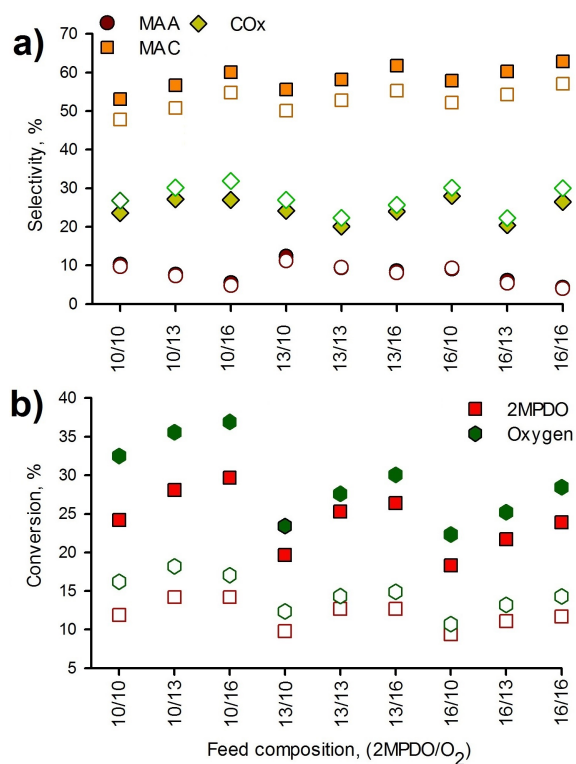 a)
MAA COx
MAC
Selectivity, %
70
60
50
40
30
20
10
0
10/10 10/13 10/16 13/10 13/13 13/16 16/10 16/13 16/16
b)
2MPDO
Oxygen
Conversion, %
40
35
30
25
20
15
10
5
10/10 10/13 10/16 13/10 13/13 13/16 16/10 16/13 16/16
Feed composition, (2MPDO/O₂)